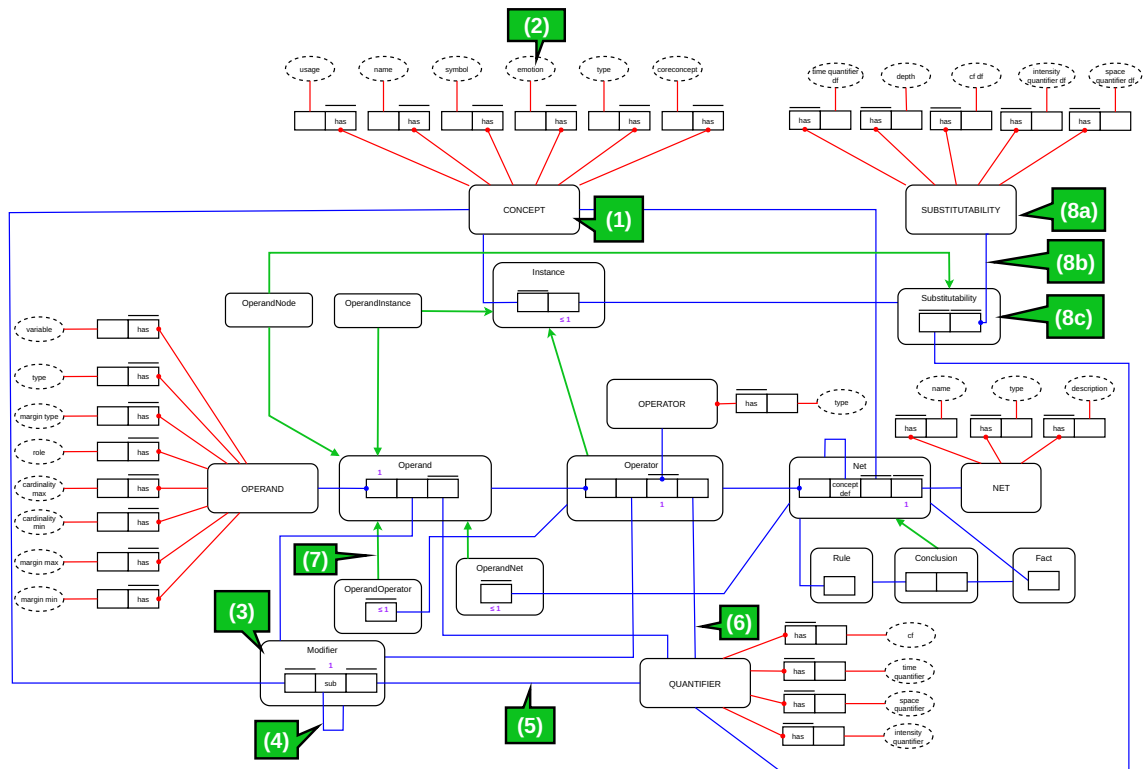 (2)
usage
name
symbol
emotion
type
coreconcept
time quantifier
df
depth
cf df
intensity
quantifier df
space
quantifier df
has
has
has
has
has
has
has
has
has
has
has
CONCEPT
(1)
SUBSTITUTABILITY
(8a)
(8b)
Instance
≤ 1
OperandNode
OperandInstance
Substitutability
(8c)
variable
has
type
has
margin type
has
role
has
cardinality
max
has
cardinality
min
has
margin max
has
margin min
has
OPERATOR
has
type
name
type
description
has
has
has
OPERAND
Operand
1
Operator
1
Net
concept
def
1
NET
(7)
OperandOperator
≤ 1
OperandNet
≤ 1
Rule
Conclusion
Fact
(3)
Modifier
1
sub
(4)
(5)
(6)
QUANTIFIER
has
cf
has
time
quantifier
has
space
quantifier
has
intensity
quantifier